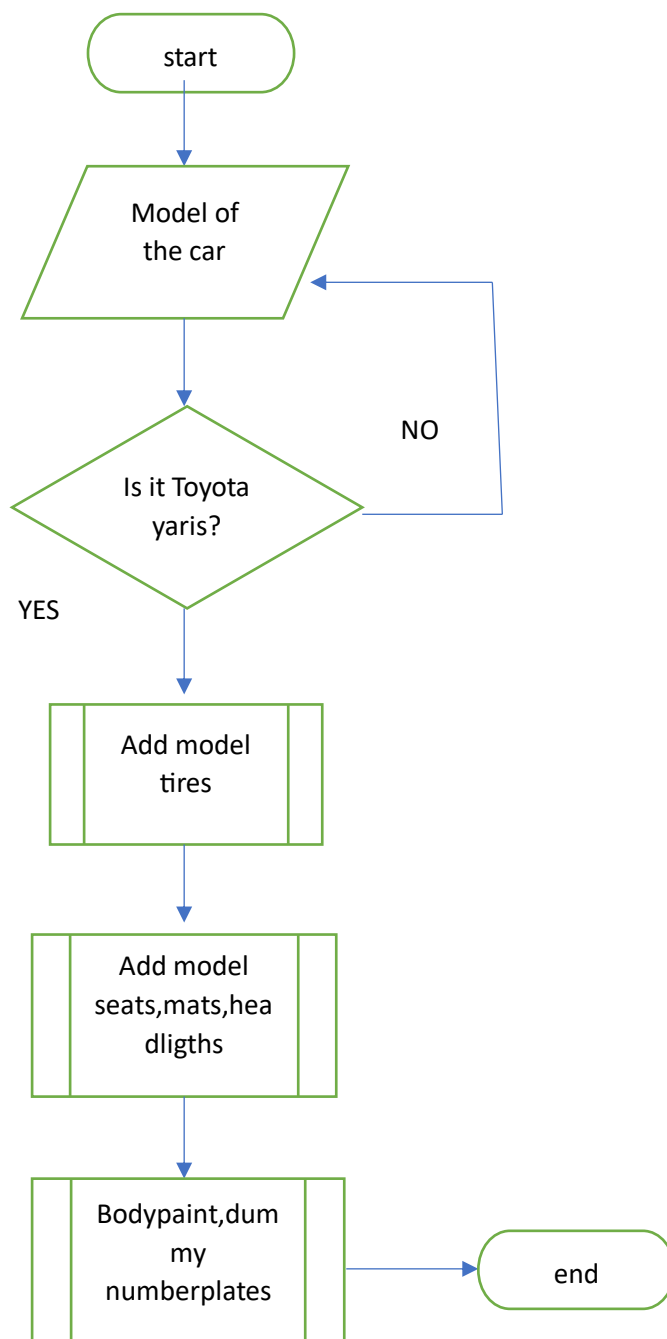 start
Model of
the car
NO
Is it Toyota
yaris?
YES
Add model
tires
Add model
seats,mats,hea
dligths
Bodypaint,dum
my
numberplates
end